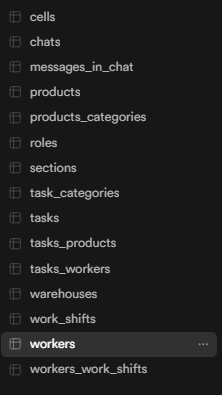 cells
chats
messages_in_chat
products
products_categories
roles
sections
task_categories
tasks
tasks_products
tasks_workers
warehouses
work_shifts
workers
workers_work_shifts